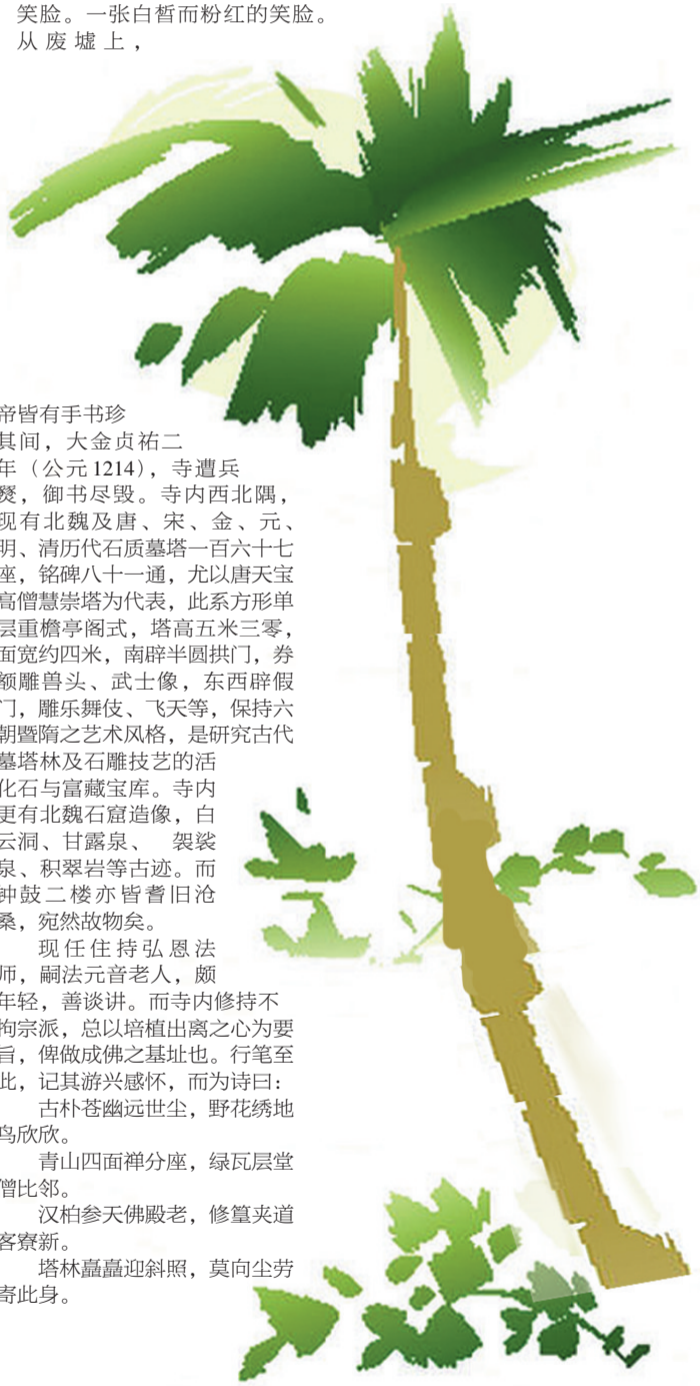 笑脸。一张白皙而粉红的笑脸。
从废墟上，
帝皆有手书珍
其间，大金贞祐二
年（公元1214），寺遭兵
燹，御书尽毁。寺内西北隅，
现有北魏及唐、宋、金、元、
明、清历代石质墓塔一百六十七
座，铭碑八十一通，尤以唐天宝
高僧慧崇塔为代表，此系方形单
层重檐亭阁式，塔高五米三零，
面宽约四米，南辟半圆拱门，券
额雕兽头、武士像，东西辟假
门，雕乐舞伎、飞天等，保持六
朝暨隋之艺术风格，是研究古代
墓塔林及石雕技艺的活
化石与富藏宝库。寺内
更有北魏石窟造像，白
云洞、甘露泉、 袈裟
泉、积翠岩等古迹。而
钟鼓二楼亦皆耆旧沧
桑，宛然故物矣。
现任住持弘恩法
师，嗣法元音老人，颇
年轻，善谈讲。而寺内修持不
拘宗派，总以培植出离之心为要
旨，俾做成佛之基址也。行笔至
此，记其游兴感怀，而为诗曰：
古朴苍幽远世尘，野花绣地
鸟欣欣。
青山四面禅分座，绿瓦层堂
僧比邻。
汉柏参天佛殿老，修篁夹道
客寮新。
塔林矗矗迎斜照，莫向尘劳
寄此身。